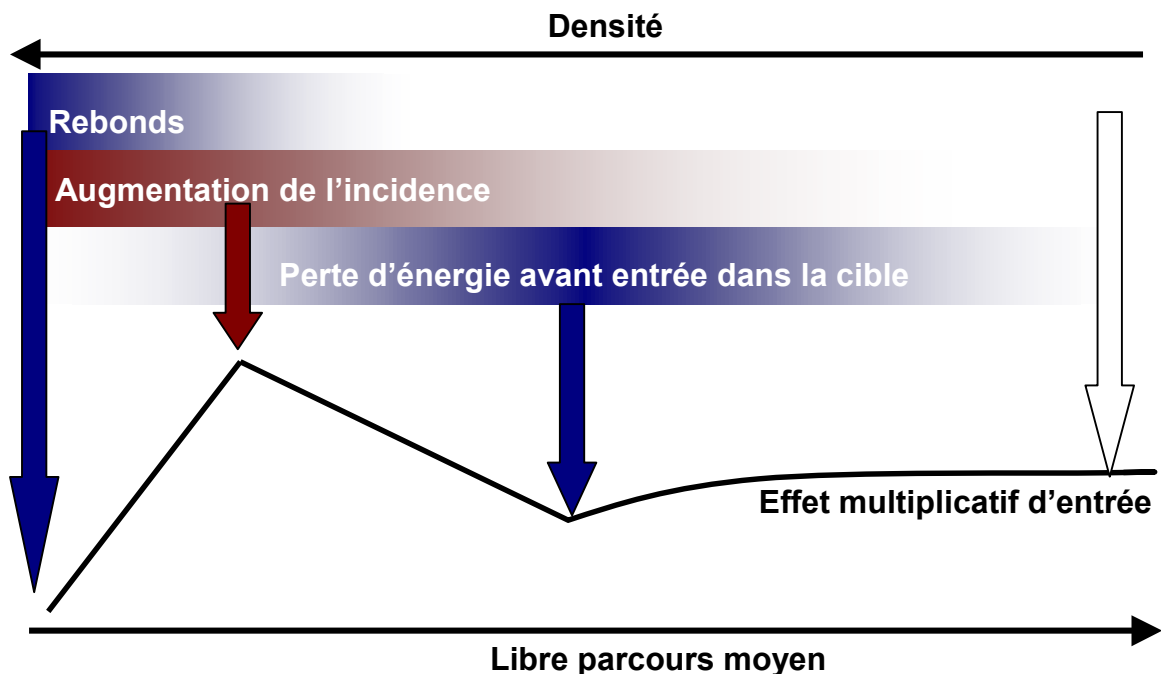 Densité
Rebonds
Augmentation de l’incidence
Perte d’énergie avant entrée dans la cible
Effet multiplicatif d’entrée
Libre parcours moyen